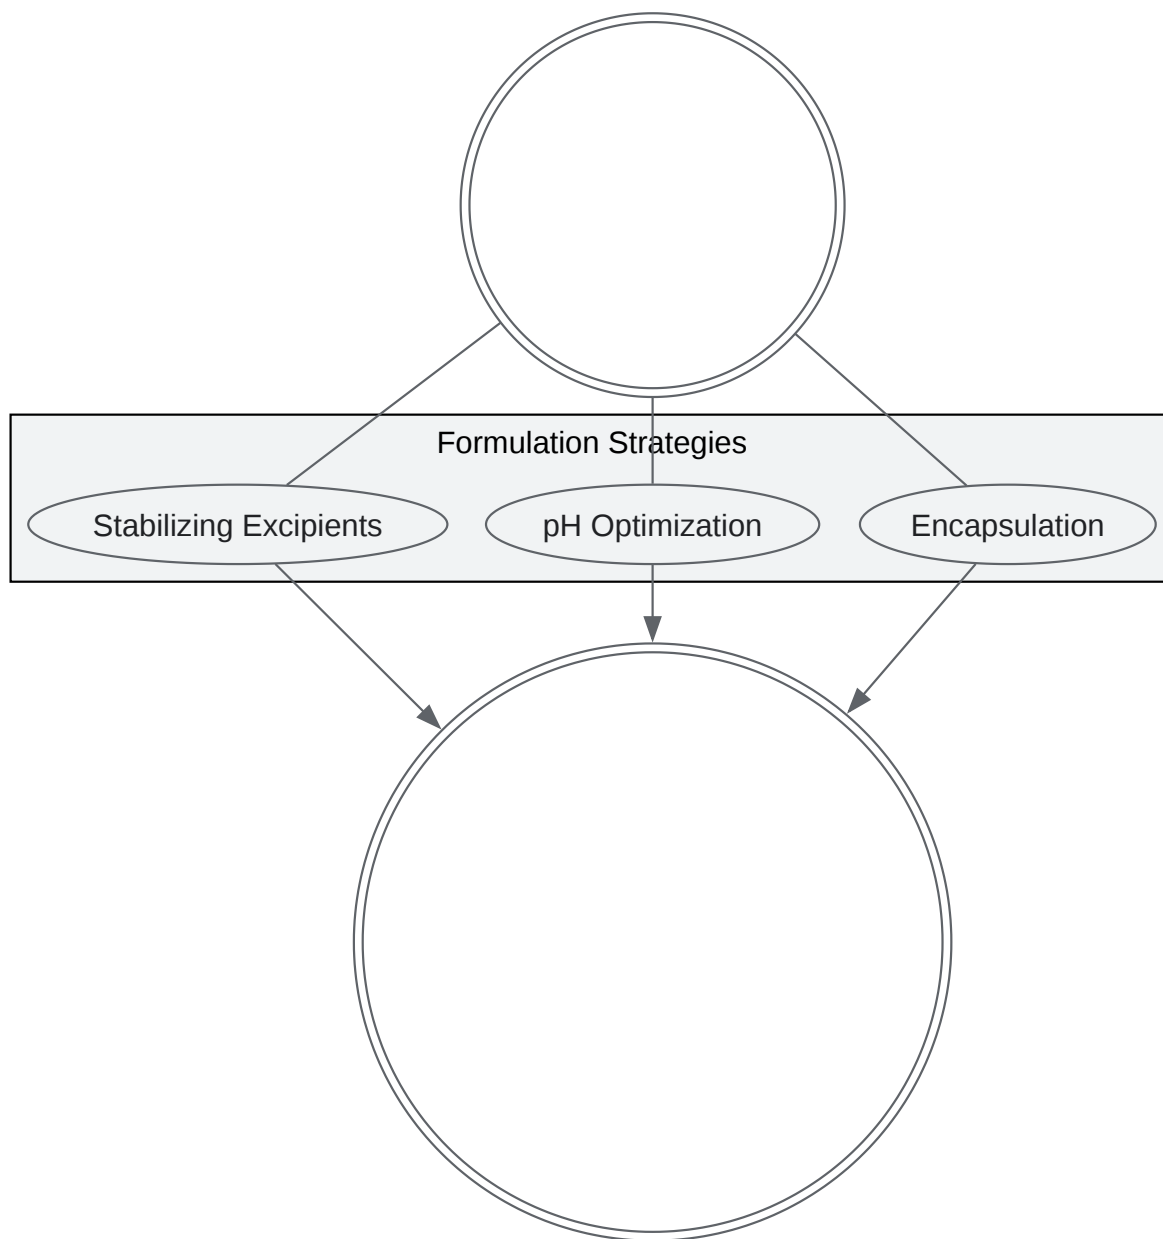 Formulation Strategies
Stabilizing Excipients
pH Optimization
Encapsulation